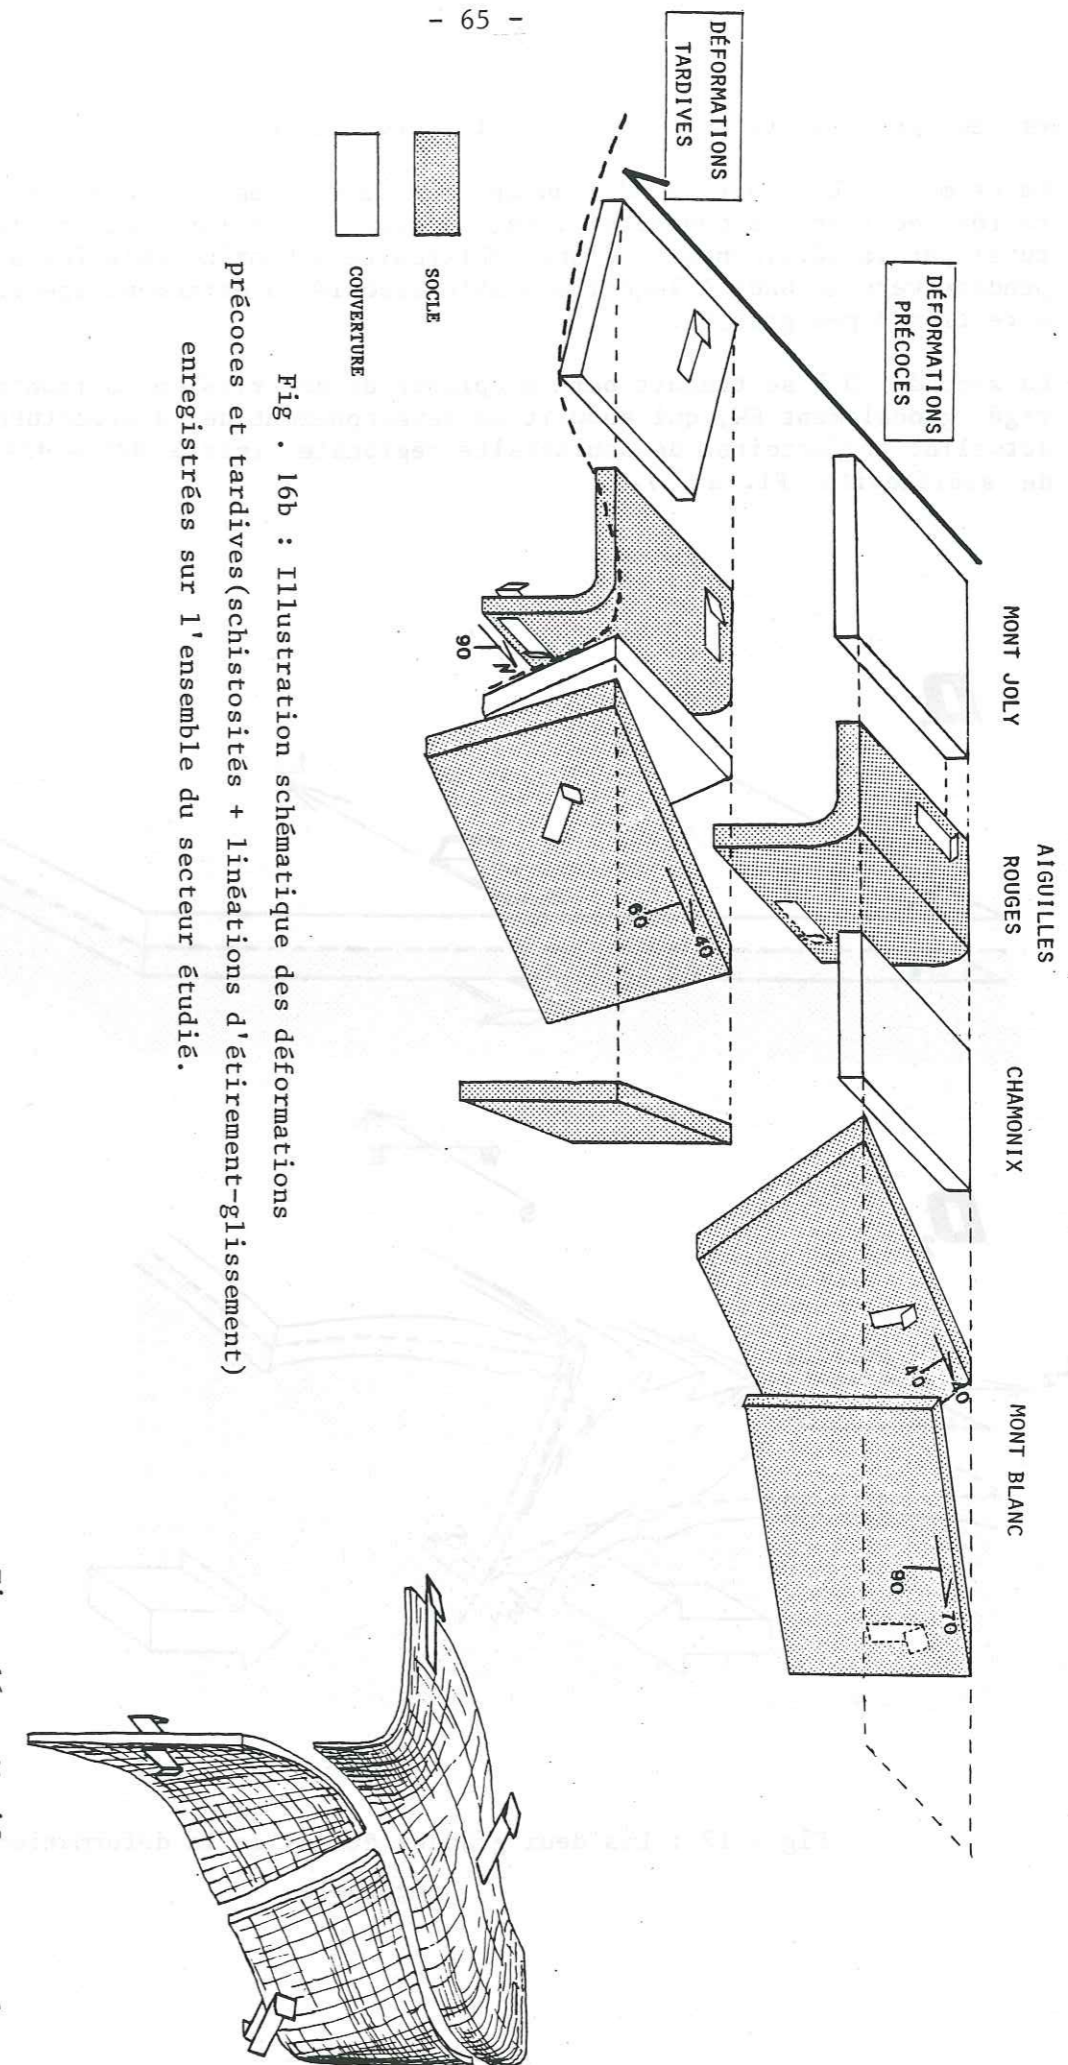 - 65 -
DÉFORMATIONS
TARDIVES
DÉFORMATIONS
PRÉCOCES
MONT JOLY
AIGUILLES
ROUGES
CHAMONIX
MONT BLANC
40
40
70
90
N
90
40
60
SOCLE
COUVERTURE
Fig. 16b : Illustration schématique des déformations
précoces et tardives(schistosités + linéations d'étirement-glissement)
enregistrées sur l'ensemble du secteur étudié.